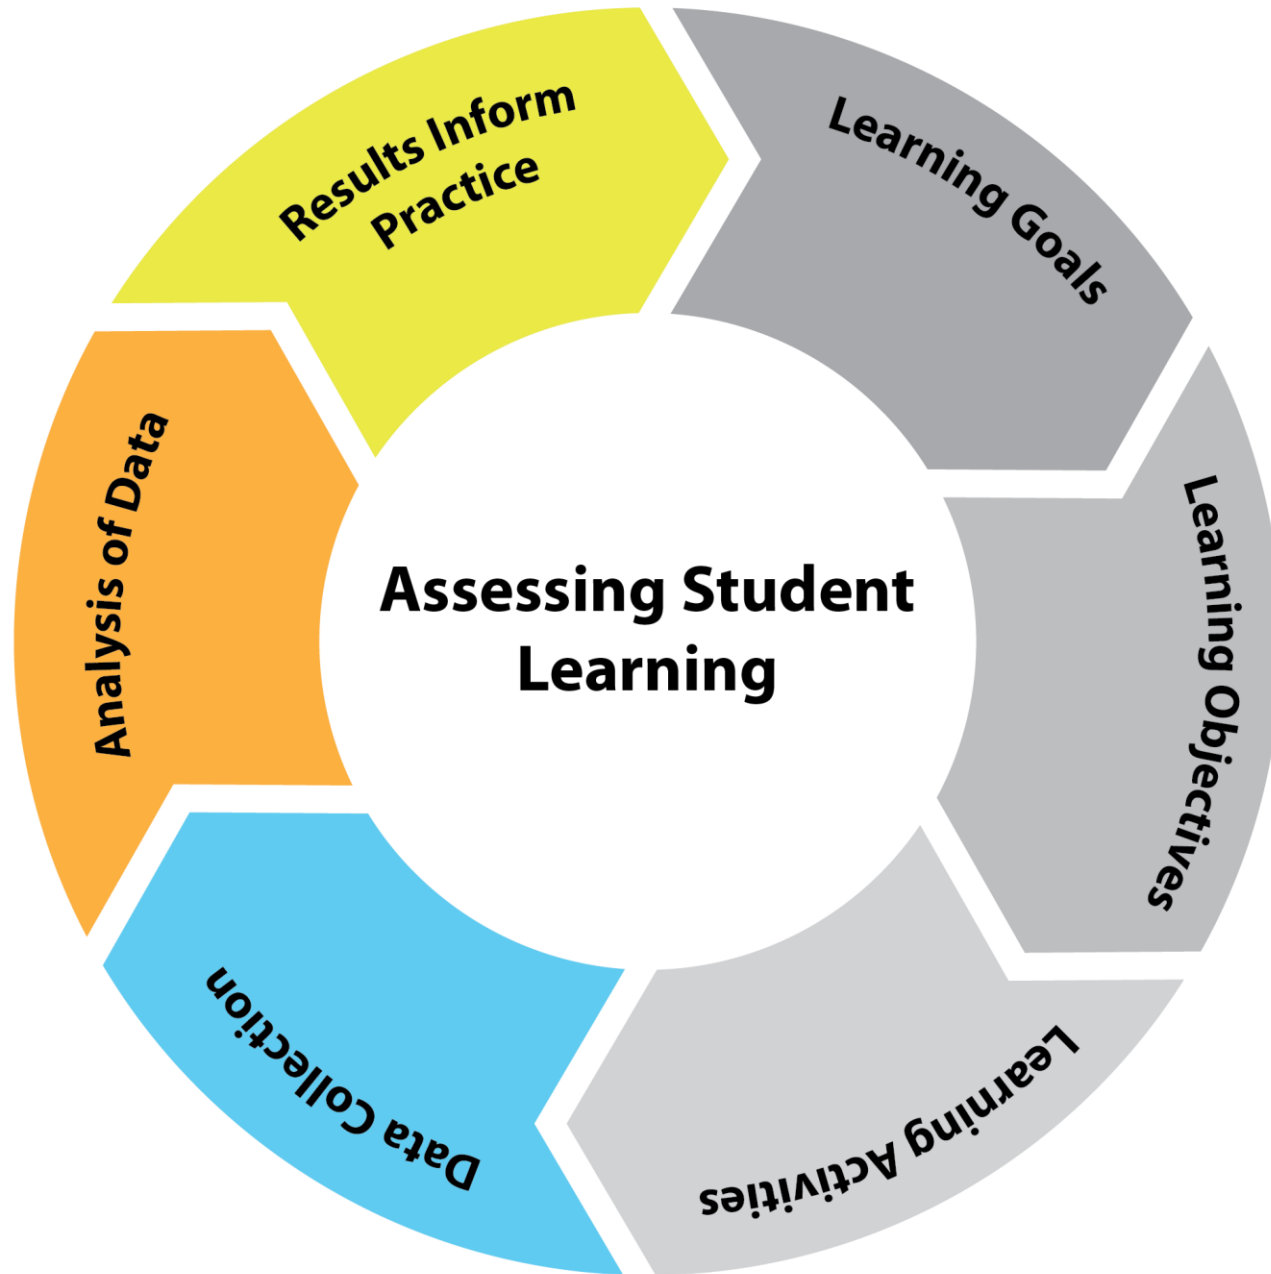 Assessing Student
Learning
Learning Goals
Learning Objectives
Learning Activities
Data Collection
Analysis of Data
Results Inform
Practice